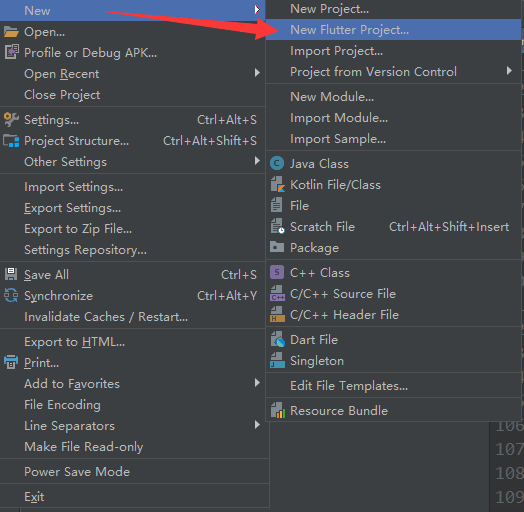 New
Open...
Profile or Debug APK...
Open Recent
Close Project
Settings... Ctrl+Alt+S
Project Structure... Ctrl+Alt+Shift+S
Other Settings
Import Settings...
Export Settings...
Export to Zip File...
Settings Repository...
Save All Ctrl+S
Synchronize Ctrl+Alt+Y
Invalidate Caches / Restart...
Export to HTML...
Print...
Add to Favorites
File Encoding
Line Separators
Make File Read-only
Power Save Mode
Exit
New Project...
New Flutter Project...
Import Project...
Project from Version Control
New Module...
Import Module...
Import Sample...
Java Class
Kotlin File/Class
File
Scratch File Ctrl+Alt+Shift+Insert
Package
C++ Class
C/C++ Source File
C/C++ Header File
Dart File
Singleton
Edit File Templates...
Resource Bundle
106
107
108
109